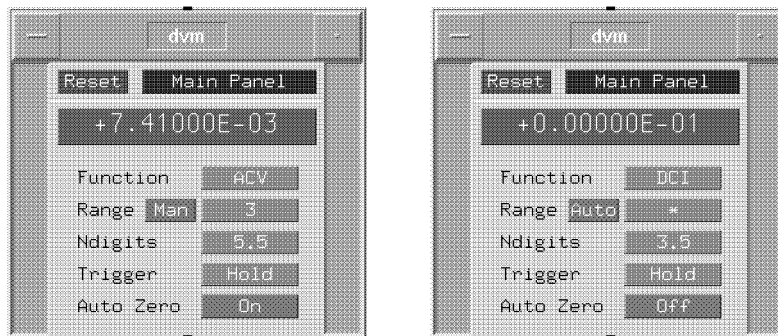 dvm
Reset Main Panel
+7.41000E-03
Function ACV
Range Man 3
Ndigits 5.5
Trigger Hold
Auto Zero On
dvm
Reset Main Panel
+0.00000E-01
Function DCI
Range Auto *
Ndigits 3.5
Trigger Hold
Auto Zero Off